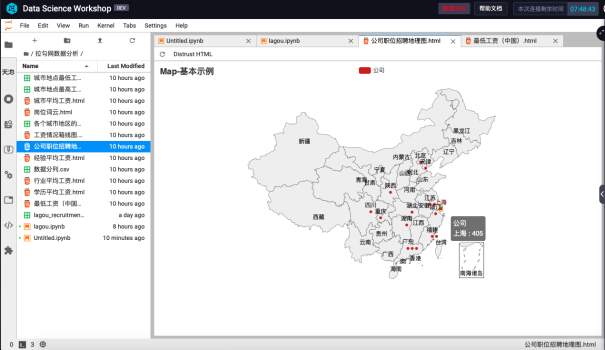 Data Science Workshop DEV
帮助文档
本次连接剩余时间 07:48:43
File Edit View Run Kernel Tabs Settings Help
Untitled.ipynb
lagou.ipynb
公司职位招聘地图.html
最低工资（中国）.html
/ 拉勾网数据分析 /
Distrust HTML
Name Last Modified
城市地点最低工... 10 hours ago
城市地点最高工... 10 hours ago
城市平均工资.html 10 hours ago
岗位词云.html 10 hours ago
各个城市地区的... 10 hours ago
工资情况箱线图... 10 hours ago
公司职位招聘地... 10 hours ago
经验平均工资.html 10 hours ago
数据分列.csv 10 hours ago
行业平均工资.html 10 hours ago
学历平均工资.html 10 hours ago
最低工资（中国... 10 hours ago
lagou_recruitmen... a day ago
lagou.ipynb 8 hours ago
Untitled.ipynb 10 minutes ago
Map-基本示例
公司
黑龙江
吉林
辽宁
新疆
内蒙古
北京
天津
宁夏
山东
青海
甘肃
陕西
河南
江苏
上海
西藏
四川
重庆
湖北
安徽
湖南
江西
贵州
福建
云南
台湾
广西
广东
香港
海南
南海诸岛
公司
上海 : 405
0 3
公司职位招聘地图.html